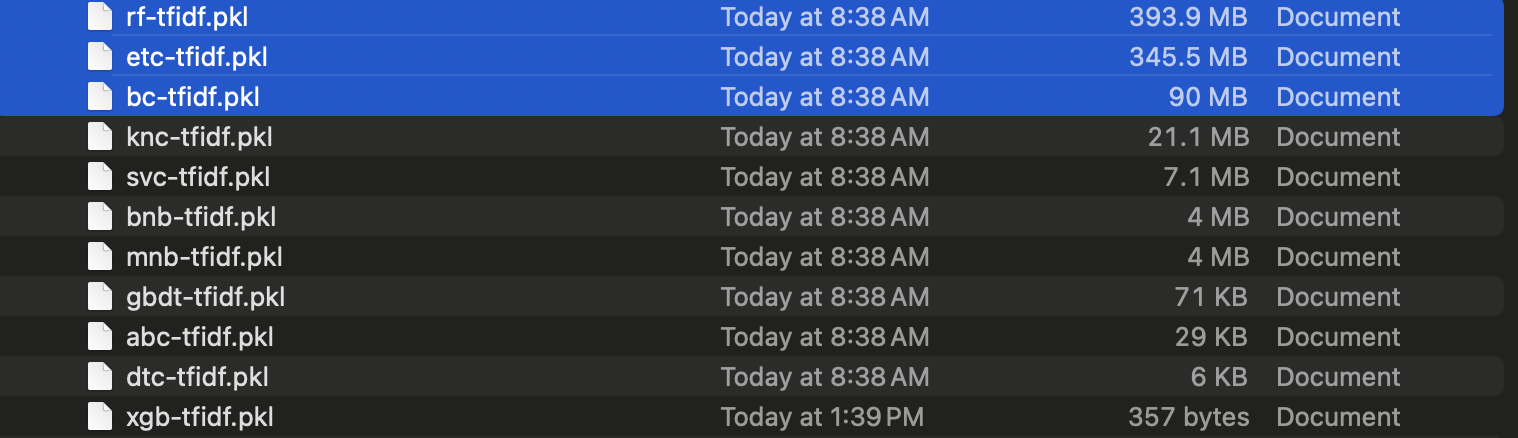 rf-tfidf.pkl Today at 8:38 AM 393.9 MB Document
etc-tfidf.pkl Today at 8:38 AM 345.5 MB Document
bc-tfidf.pkl Today at 8:38 AM 90 MB Document
knc-tfidf.pkl Today at 8:38 AM 21.1 MB Document
svc-tfidf.pkl Today at 8:38 AM 7.1 MB Document
bnb-tfidf.pkl Today at 8:38 AM 4 MB Document
mnb-tfidf.pkl Today at 8:38 AM 4 MB Document
gbdt-tfidf.pkl Today at 8:38 AM 71 KB Document
abc-tfidf.pkl Today at 8:38 AM 29 KB Document
dtc-tfidf.pkl Today at 8:38 AM 6 KB Document
xgb-tfidf.pkl Today at 1:39 PM 357 bytes Document